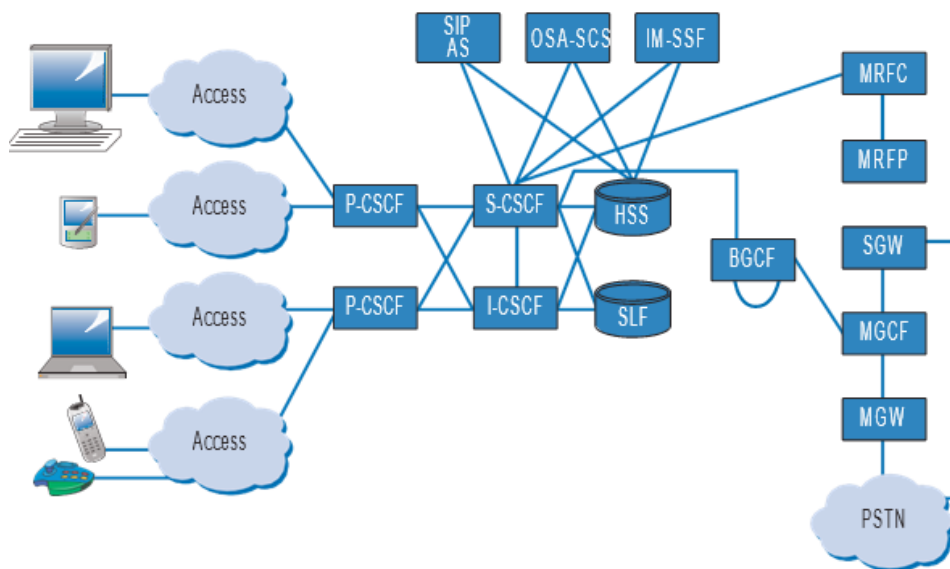 SIP
AS
OSA-SCS
IM-SSF
MRFC
MRFP
Access
Access
Access
Access
P-CSCF
P-CSCF
S-CSCF
I-CSCF
HSS
SLF
BGCF
SGW
MGCF
MGW
PSTN